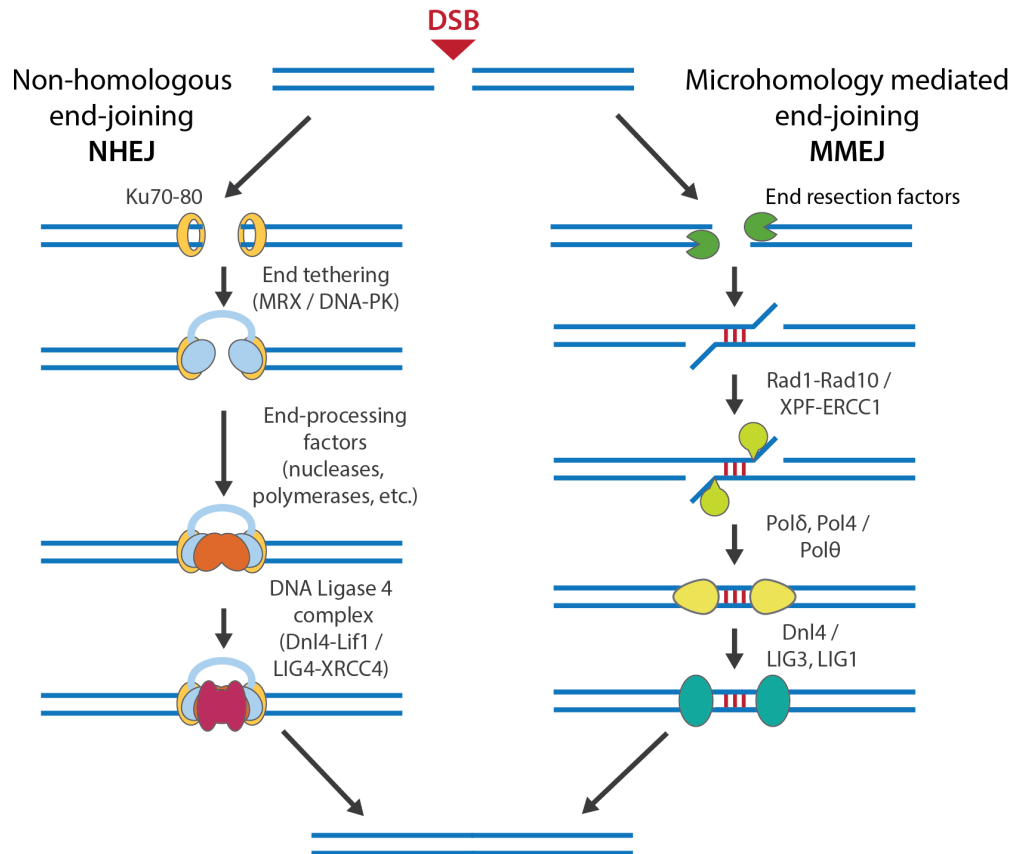 DSB
Non-homologous
end-joining
NHEJ
Microhomology mediated
end-joining
MMEJ
Ku70-80
End tethering
(MRX / DNA-PK)
End-processing
factors
(nucleases,
polymerases, etc.)
DNA Ligase 4
complex
(Dnl4-Lif1 /
LIG4-XRCC4)
End resection factors
Rad1-Rad10 /
XPF-ERCC1
Polδ, Pol4 /
Polθ
Dnl4 /
LIG3, LIG1